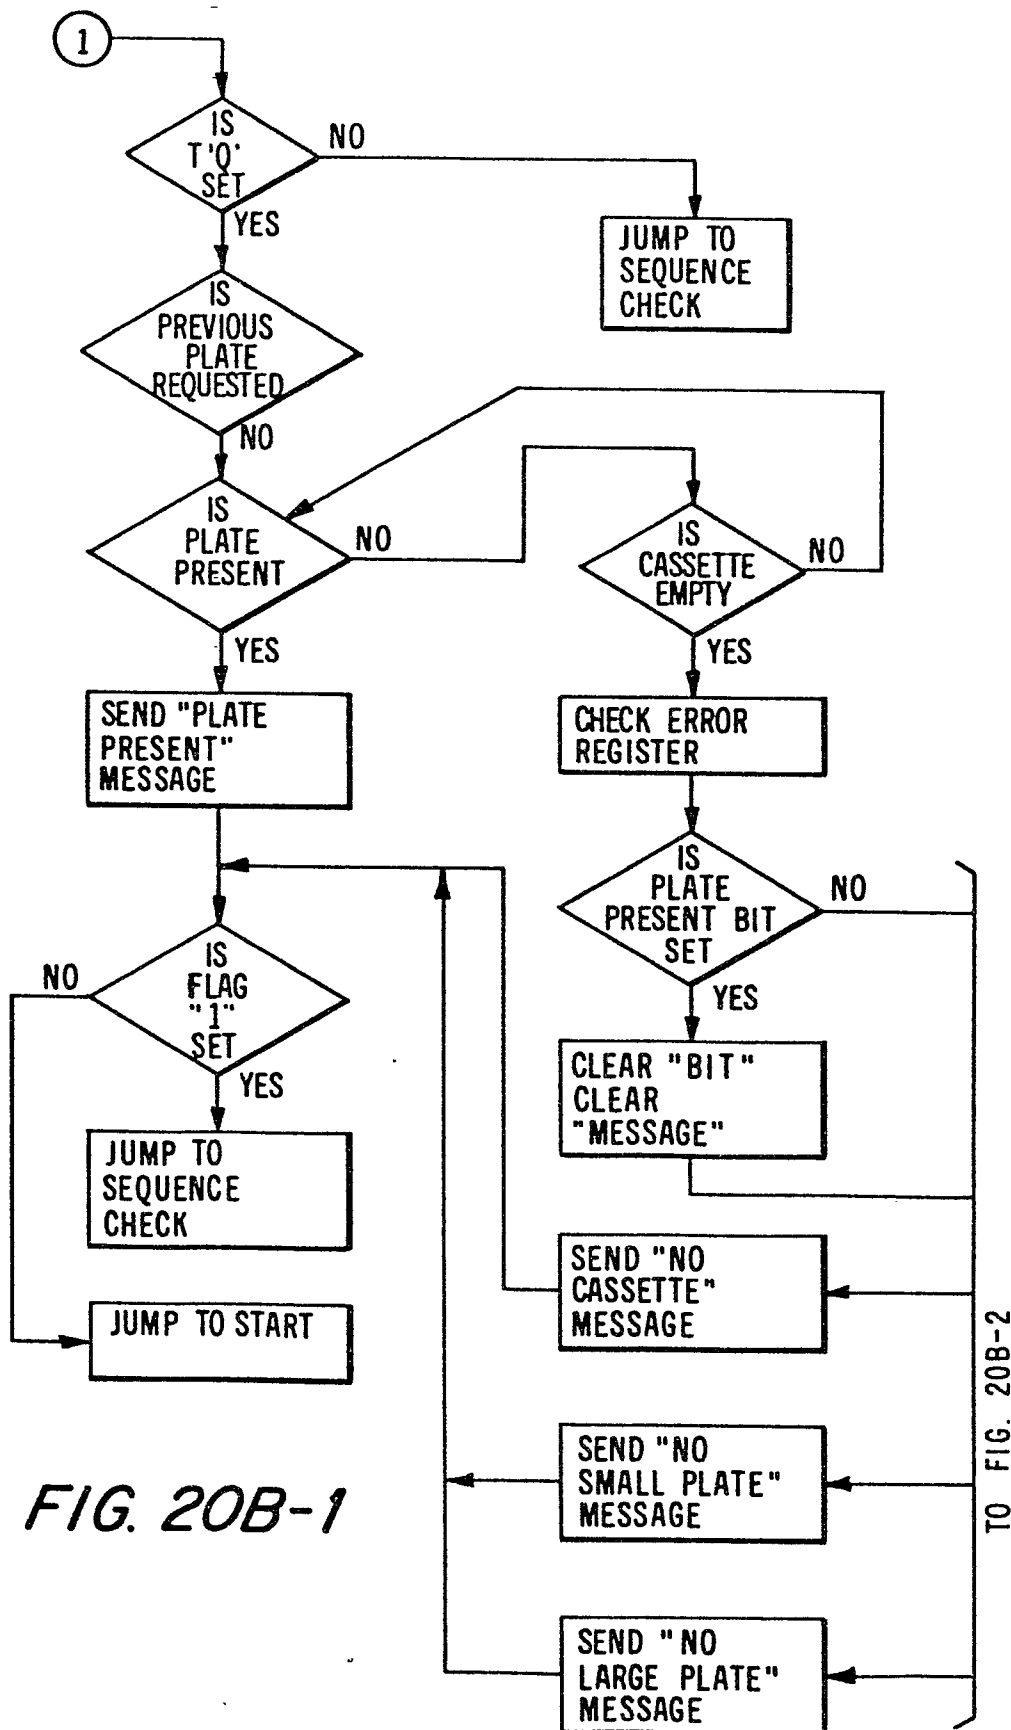 1
IS
T'Q'
SET
NO
YES
JUMP TO
SEQUENCE
CHECK
IS
PREVIOUS
PLATE
REQUESTED
NO
IS
PLATE
PRESENT
NO
YES
IS
CASSETTE
EMPTY
NO
YES
SEND "PLATE
PRESENT"
MESSAGE
CHECK ERROR
REGISTER
IS
PLATE
PRESENT BIT
SET
NO
YES
IS
FLAG
"1"
SET
NO
YES
CLEAR "BIT"
CLEAR
"MESSAGE"
JUMP TO
SEQUENCE
CHECK
SEND "NO
CASSETTE"
MESSAGE
JUMP TO START
SEND "NO
SMALL PLATE"
MESSAGE
TO FIG. 20B-2
FIG. 20B-1
SEND "NO
LARGE PLATE"
MESSAGE